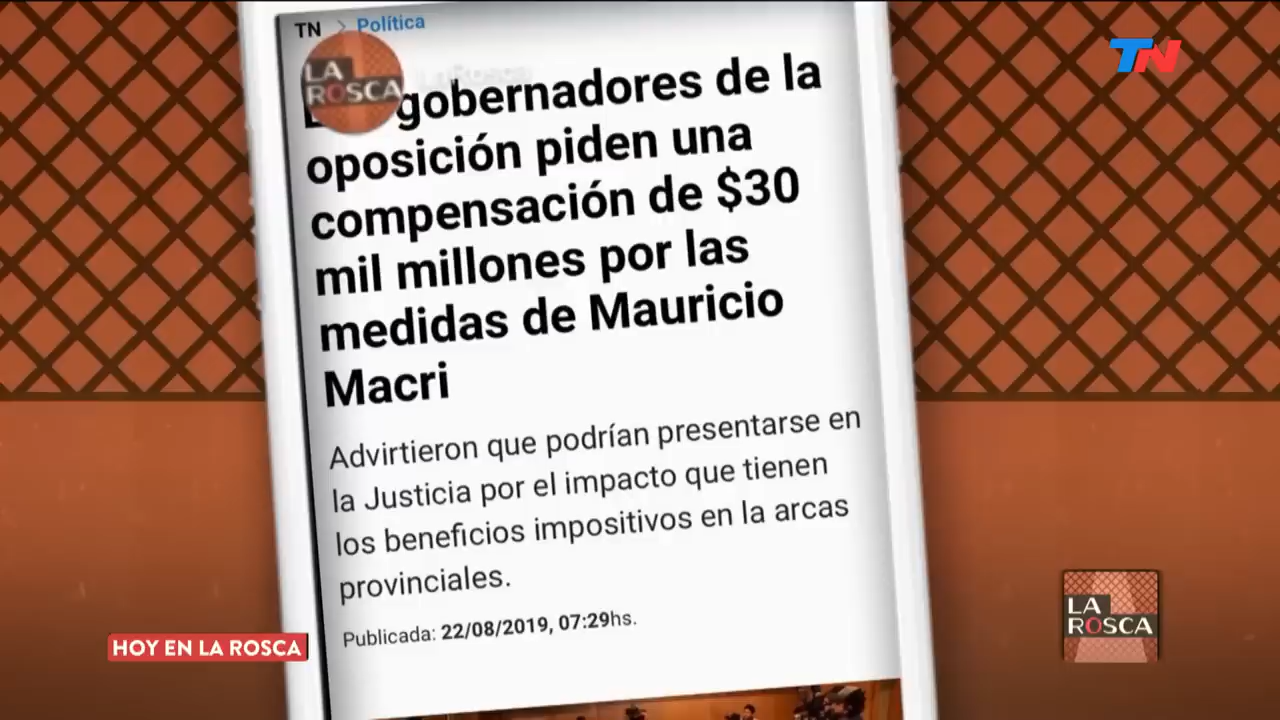 TN > Política
TN
LA
ROSCA
gobernadores de la
oposición piden una
compensación de $30
mil millones por las
medidas de Mauricio
Macri
Advirtieron que podrían presentarse en
la Justicia por el impacto que tienen
los beneficios impositivos en la arcas
provinciales.
Publicada: 22/08/2019, 07:29hs.
HOY EN LA ROSCA
LA
ROSCA